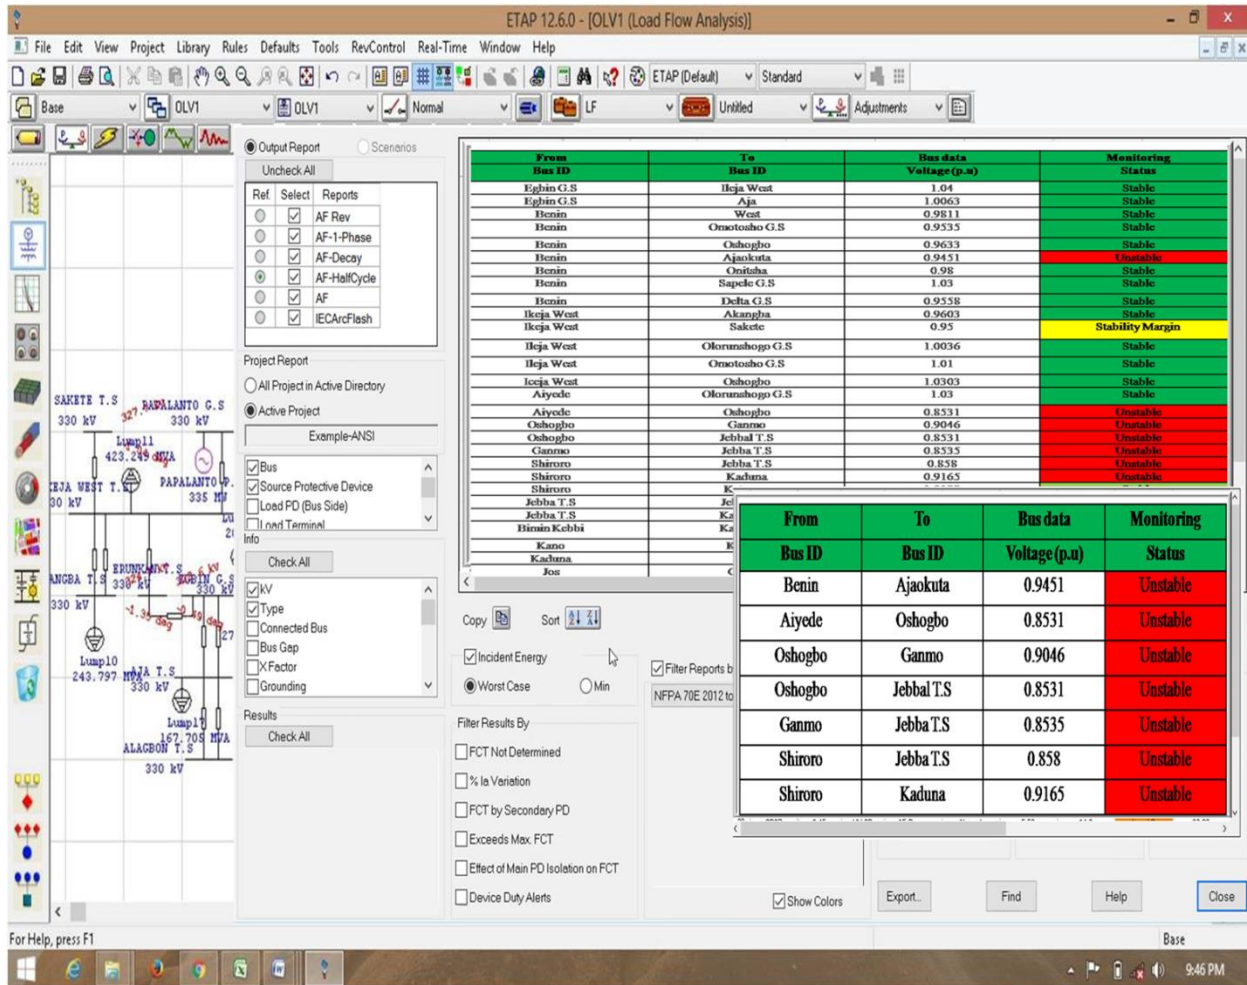 ETAP 12.6.0 - [OLV1 (Load Flow Analysis)]
File Edit View Project Library Rules Defaults Tools RevControl Real-Time Window Help
ETAP (Default) Standard
Base OLV1 OLV1 Normal LF Untitled Adjustments
Output Report Scenarios
Uncheck All
Ref. Select Reports
AF Rev
AF-1-Phase
AF-Decay
AF-HalfCycle
AF
IECArcFlash
Project Report
All Project in Active Directory
Active Project
Example-ANSI
Bus
Source Protective Device
Load PD (Bus Side)
Load Terminal
Info
Check All
kV
Type
Connected Bus
Bus Gap
X Factor
Grounding
Results
Check All
SAKETE T.S PAPALANTO G.S
330 kV 330 kV
Lump11
423.249 MVA
PAPALANTO P.
335 MW
330 kV
Lump10
243.797 MVA
AJA T.S
330 kV
Lump17
167.705 MVA
ALAGBON T.S
330 kV
From To Bus data Monitoring
Bus ID Bus ID Voltage (p.u) Status
Egbin G.S Ileja West 1.04 Stable
Egbin G.S Aja 1.0063 Stable
Benin West 0.9811 Stable
Benin Omotosho G.S 0.9535 Stable
Benin Oshogbo 0.9633 Stable
Benin Ajaokuta 0.9451 Unstable
Benin Onitsha 0.98 Stable
Benin Sapele G.S 1.03 Stable
Benin Delta G.S 0.9558 Stable
Ikeja West Akangba 0.9603 Stable
Ikeja West Sakete 0.95 Stability Margin
Ileja West Olorunshogo G.S 1.0036 Stable
Ileja West Omotosho G.S 1.01 Stable
Iceja West Oshogbo 1.0303 Stable
Aiyede Olorunshogo G.S 1.03 Stable
Aiyede Oshogbo 0.8531 Unstable
Oshogbo Ganmo 0.9046 Unstable
Oshogbo Jebbal T.S 0.8531 Unstable
Ganmo Jebba T.S 0.8535 Unstable
Shiroro Jebba T.S 0.858 Unstable
Shiroro Kaduna 0.9165 Unstable
Shiroro
Jebba T.S
Jebba T.S
Bimin Kebbi
Kano
Kaduna
Jos
From To Bus data Monitoring
Bus ID Bus ID Voltage (p.u) Status
Benin Ajaokuta 0.9451 Unstable
Aiyede Oshogbo 0.8531 Unstable
Oshogbo Ganmo 0.9046 Unstable
Oshogbo Jebbal T.S 0.8531 Unstable
Ganmo Jebba T.S 0.8535 Unstable
Shiroro Jebba T.S 0.858 Unstable
Shiroro Kaduna 0.9165 Unstable
Copy Sort
Incident Energy
Worst Case Min
Filter Reports b
NFPA 70E 2012 to
Filter Results By
FCT Not Determined
% Ia Variation
FCT by Secondary PD
Exceeds Max. FCT
Effect of Main PD Isolation on FCT
Device Duty Alerts
Show Colors Export... Find Help Close
For Help, press F1 Base
9:46 PM